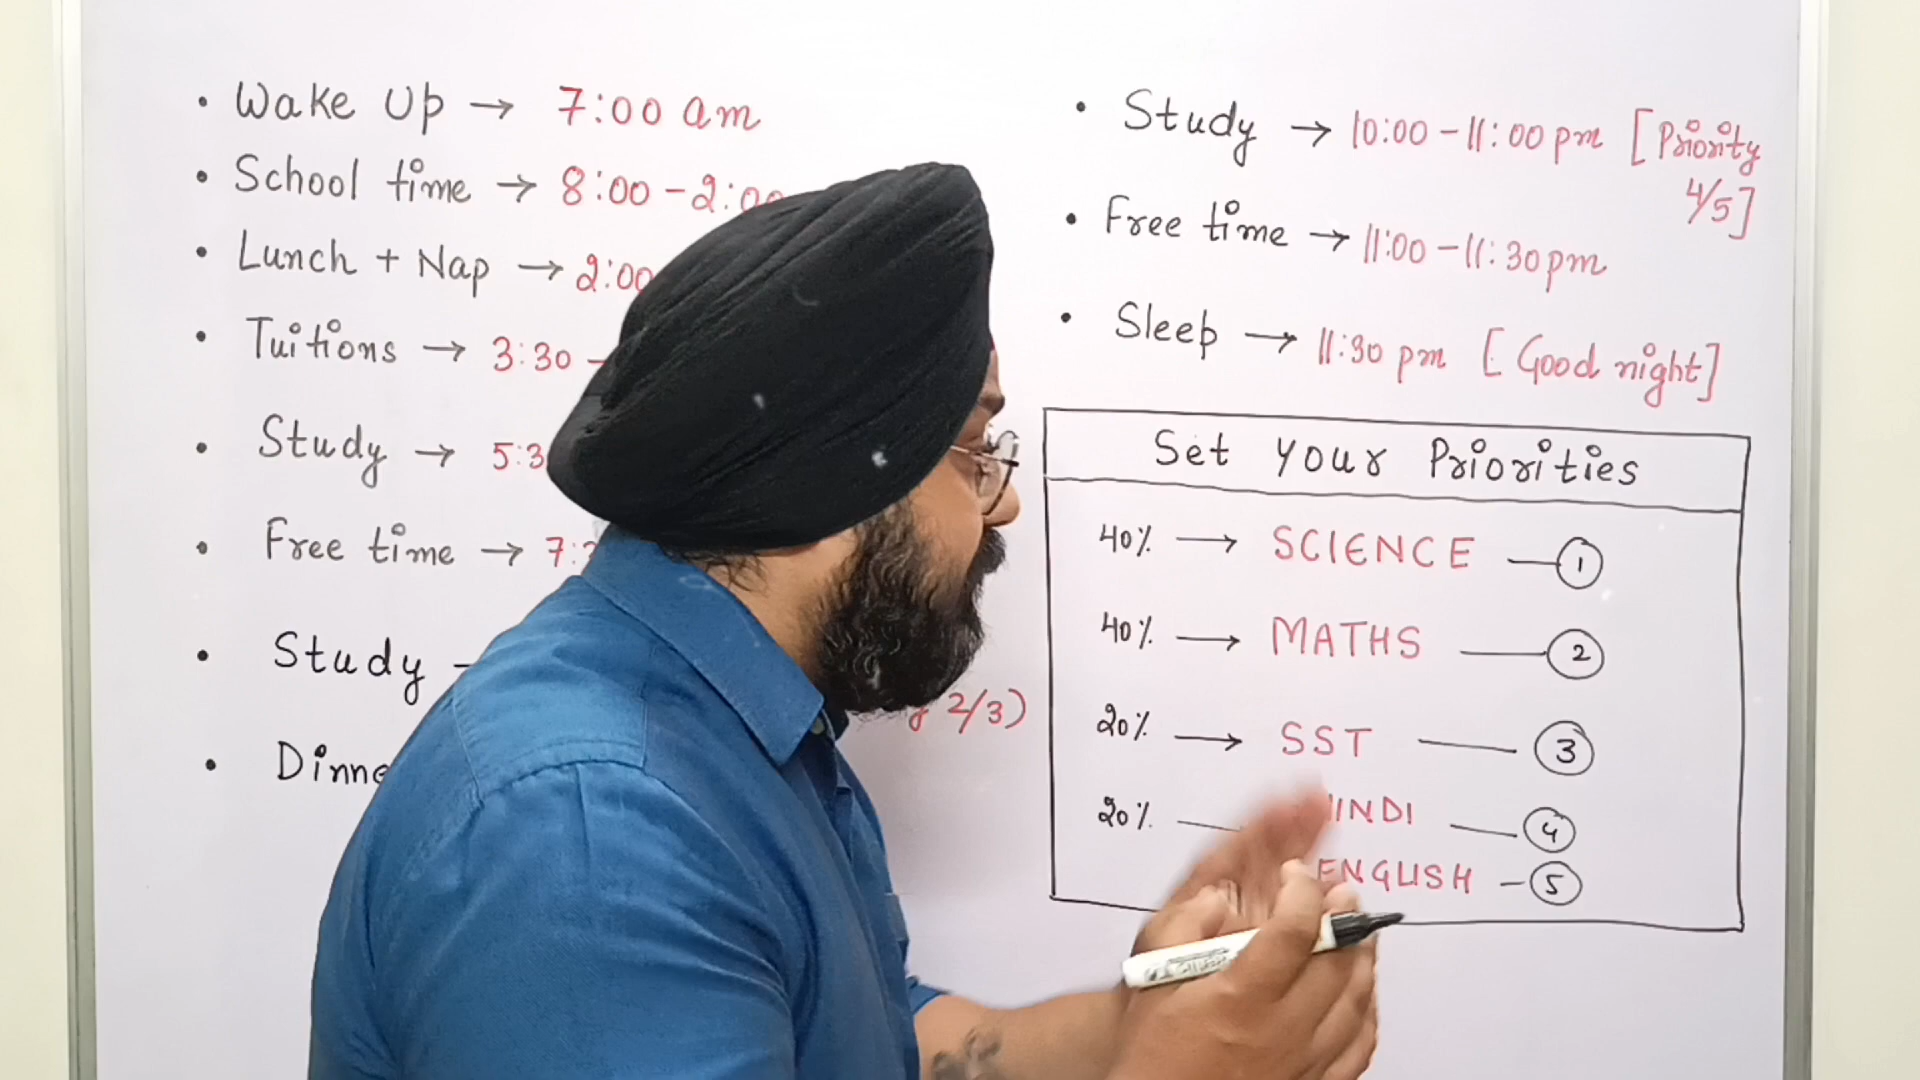 • Wake Up → 7:00 am
• School time → 8:00 - 2:00
• Lunch + Nap → 2:00
• Tuitions → 3:30 -
• Study → 5:3
• Free time → 7:
• Study -
2/3)
• Dinne
• Study → 10:00 - 11:00 pm [Priority
4/5]
• Free time → 11:00 - 11:30 pm
• Sleep → 11:30 pm [Good night]
Set your Priorities
40% → SCIENCE — 1
40% → MATHS — 2
20% → SST — 3
20% — INDI — 4
ENGLISH — 5